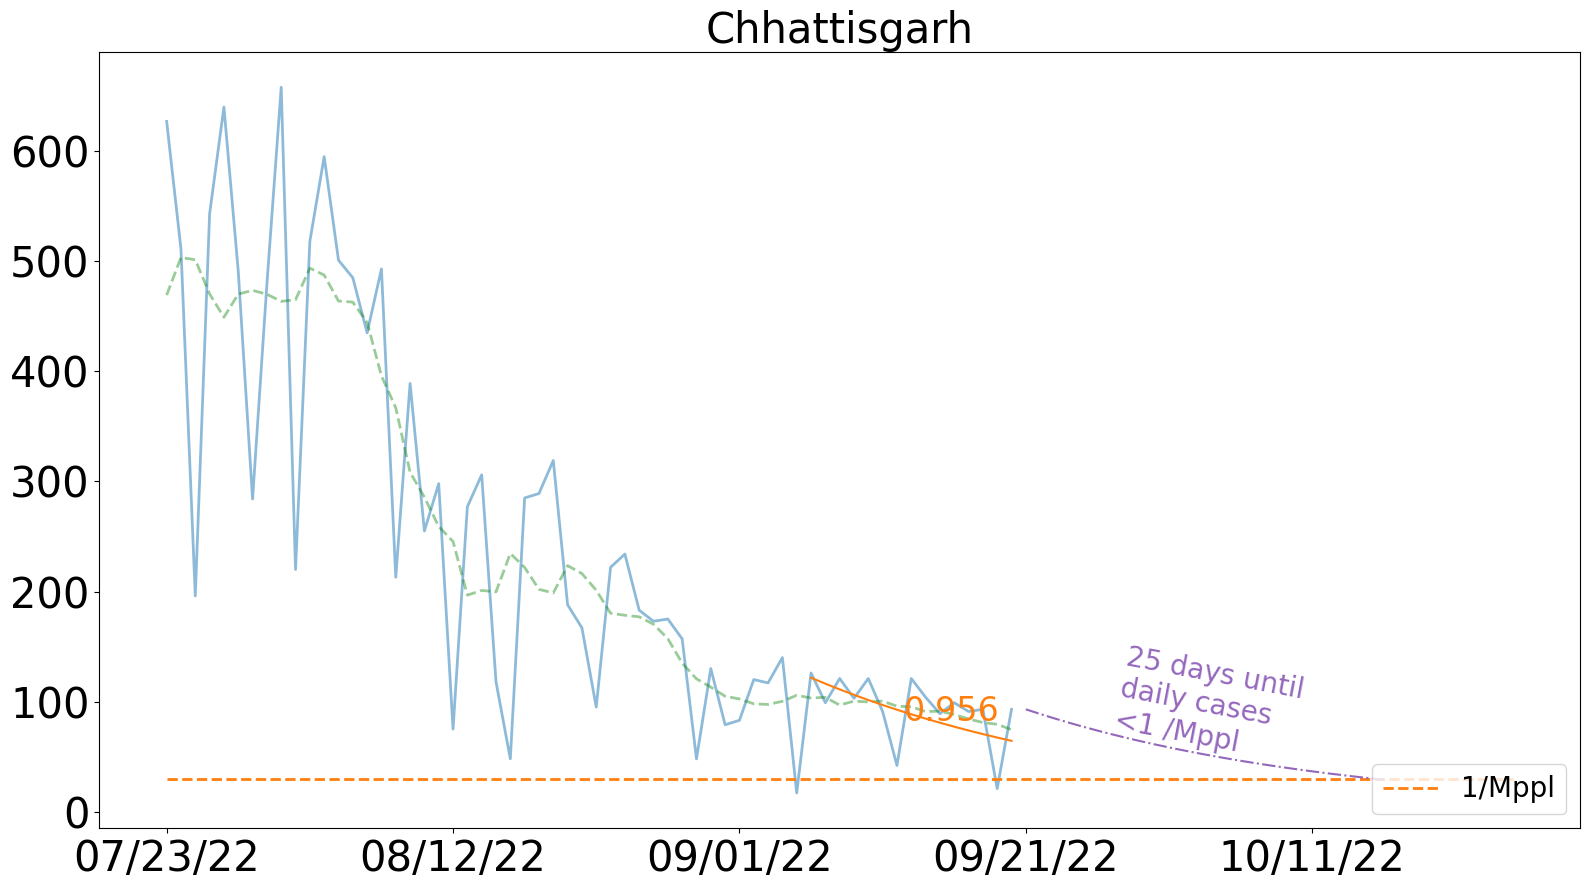 Chhattisgarh
600
500
400
300
200
100
0
0.956
25 days until
daily cases
<1 /Mppl
1/Mppl
07/23/22
08/12/22
09/01/22
09/21/22
10/11/22